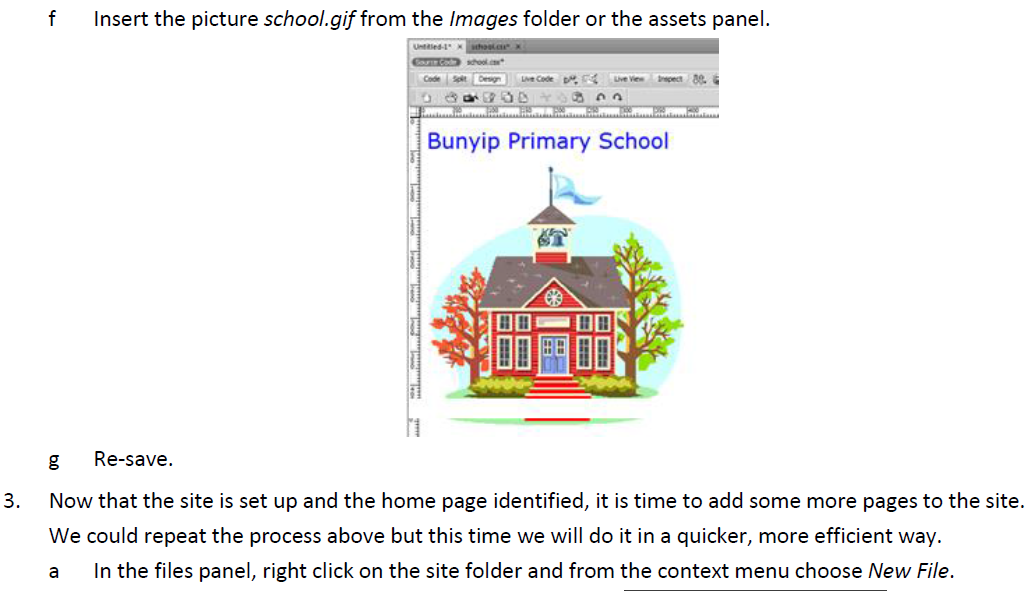 f Insert the picture school.gif from the Images folder or the assets panel.
Untitled-1* x school.css* x
Source Code school.css*
Code Split Design Live Code Live View Inspect
Bunyip Primary School
g Re-save.
3. Now that the site is set up and the home page identified, it is time to add some more pages to the site.
We could repeat the process above but this time we will do it in a quicker, more efficient way.
a In the files panel, right click on the site folder and from the context menu choose New File.